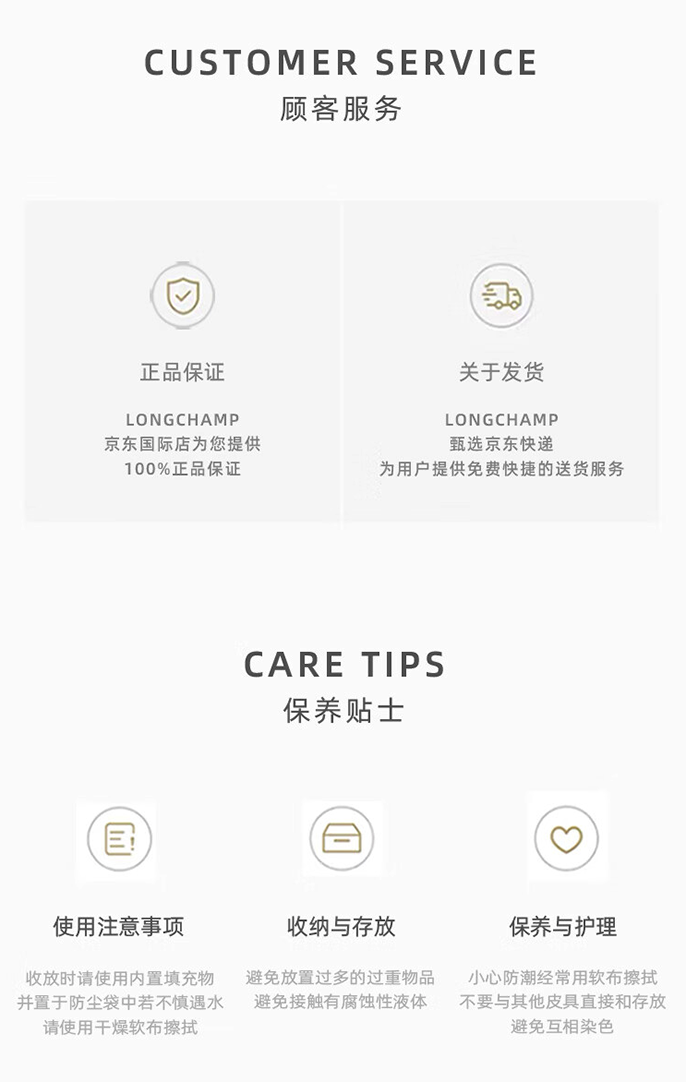 CUSTOMER SERVICE
顾客服务
正品保证
LONGCHAMP
京东国际店为您提供
100%正品保证
关于发货
LONGCHAMP
甄选京东快递
为用户提供免费快捷的送货服务
CARE TIPS
保养贴士
使用注意事项
收放时请使用内置填充物
并置于防尘袋中若不慎遇水
请使用干燥软布擦拭
收纳与存放
避免放置过多的过重物品
避免接触有腐蚀性液体
保养与护理
小心防潮经常用软布擦拭
不要与其他皮具直接和存放
避免互相染色